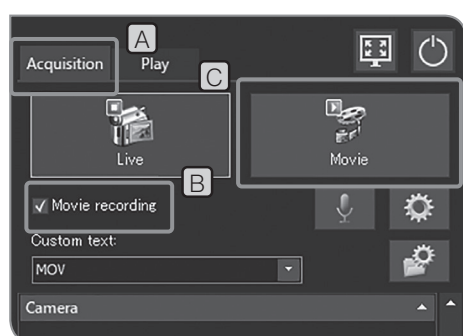 A
Acquisition Play
C
Live Movie
B
Movie recording
Custom text:
MOV
Camera